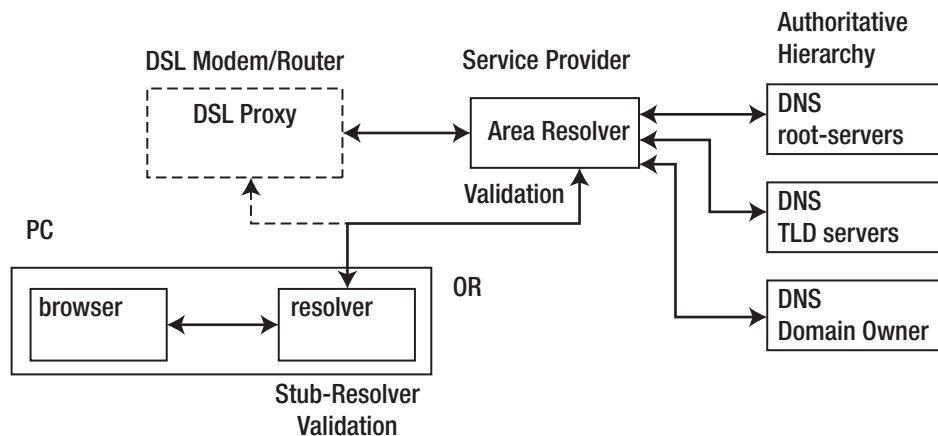 Authoritative
Hierarchy
DSL Modem/Router
Service Provider
DSL Proxy
Area Resolver
DNS
root-servers
Validation
DNS
TLD servers
PC
OR
browser
resolver
DNS
Domain Owner
Stub-Resolver
Validation